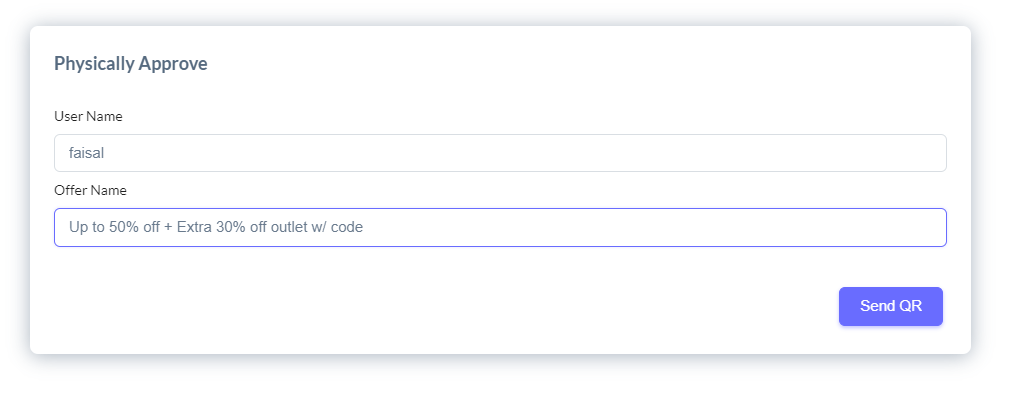 Physically Approve
User Name
faisal
Offer Name
Up to 50% off + Extra 30% off outlet w/ code
Send QR